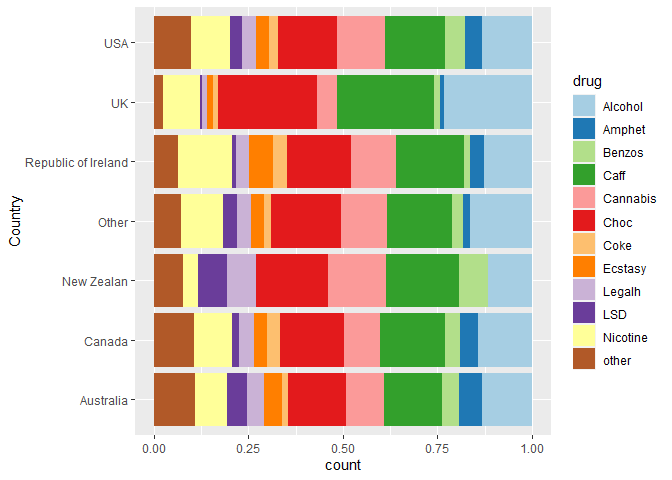 USA
UK
Republic of Ireland
Other
New Zealan
Canada
Australia
Country
0.00 0.25 0.50 0.75 1.00
count
drug
Alcohol
Amphet
Benzos
Caff
Cannabis
Choc
Coke
Ecstasy
Legalh
LSD
Nicotine
other